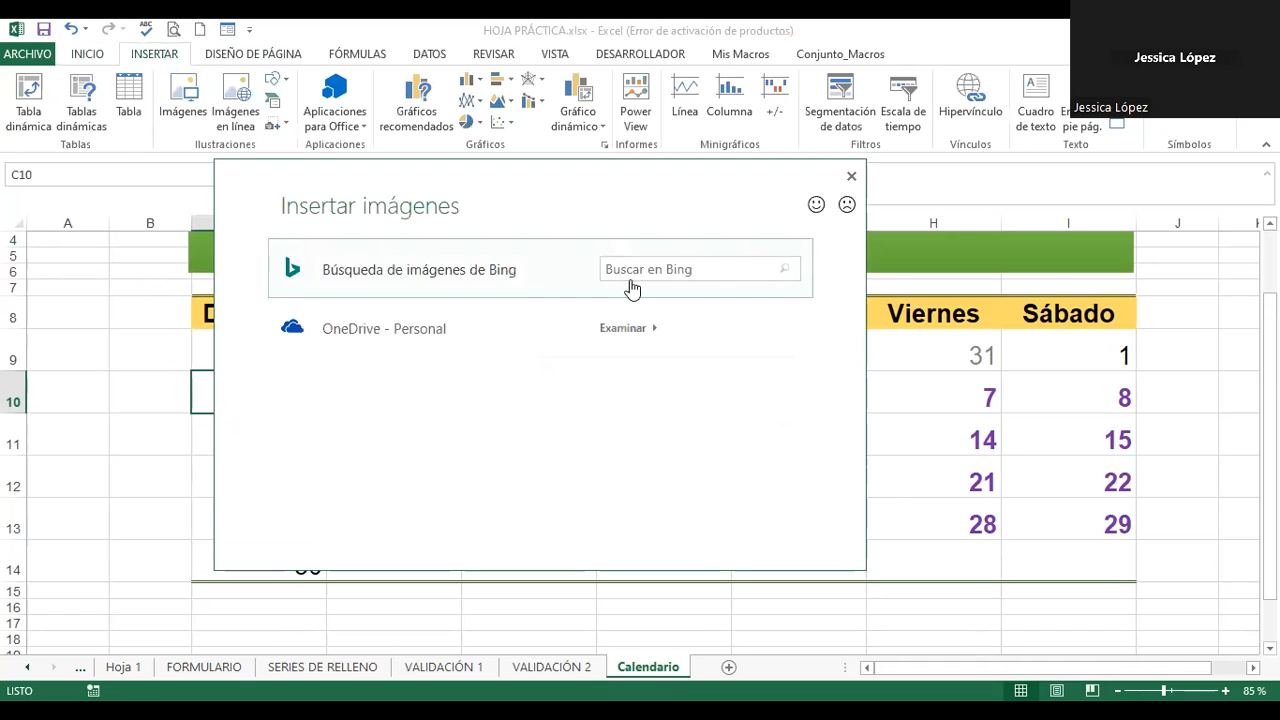 HOJA PRÁCTICA.xlsx - Excel (Error de activación de productos)
Jessica López
Jessica López
ARCHIVO INICIO INSERTAR DISEÑO DE PÁGINA FÓRMULAS DATOS REVISAR VISTA DESARROLLADOR Mis Macros Conjunto_Macros
Tabla dinámica
Tablas dinámicas
Tabla
Imágenes
Imágenes en línea
Aplicaciones para Office
Gráficos recomendados
Gráfico dinámico
Power View
Línea
Columna
+/-
Segmentación de datos
Escala de tiempo
Hipervínculo
Cuadro de texto
pie pág.
Tablas Ilustraciones Aplicaciones Gráficos Informes Minigráficos Filtros Vínculos Texto Símbolos
C10
Insertar imágenes
Búsqueda de imágenes de Bing Buscar en Bing
OneDrive - Personal Examinar
A B H I J
4
5
6
7
8 D Viernes Sábado
9 31 1
10 7 8
11 14 15
12 21 22
13 28 29
14
15
16
17
18
... Hoja 1 FORMULARIO SERIES DE RELLENO VALIDACIÓN 1 VALIDACIÓN 2 Calendario
LISTO 85 %